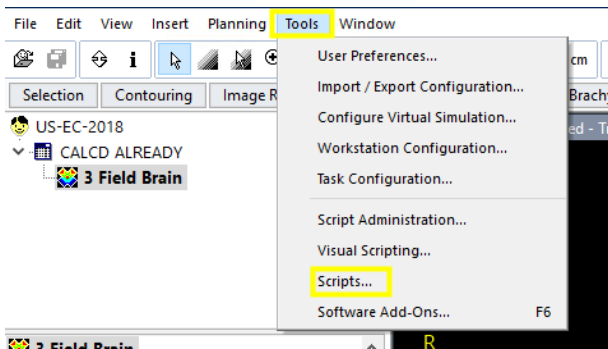 File Edit View Insert Planning Tools Window
cm
Selection Contouring Image R
Brachy
US-EC-2018
CALCD ALREADY
3 Field Brain
User Preferences...
Import / Export Configuration...
Configure Virtual Simulation...
Workstation Configuration...
Task Configuration...
Script Administration...
Visual Scripting...
Scripts...
Software Add-Ons... F6
ed - Tr
3 Field Brain
R